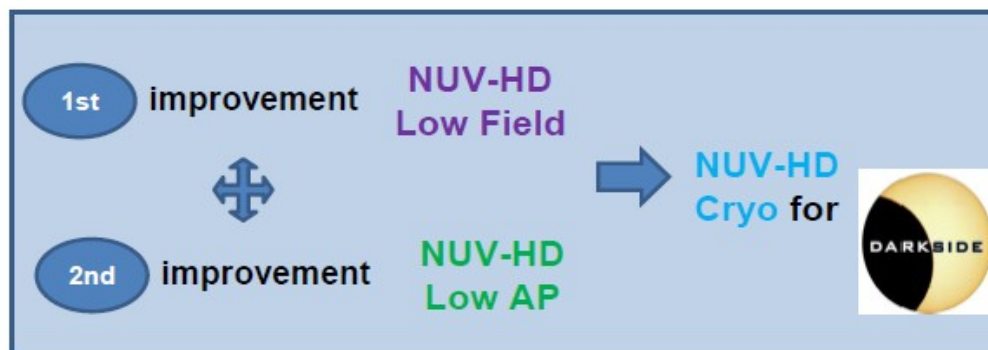 1st improvement
NUV-HD
Low Field
NUV-HD
Cryo for
DARKSIDE
2nd improvement
NUV-HD
Low AP